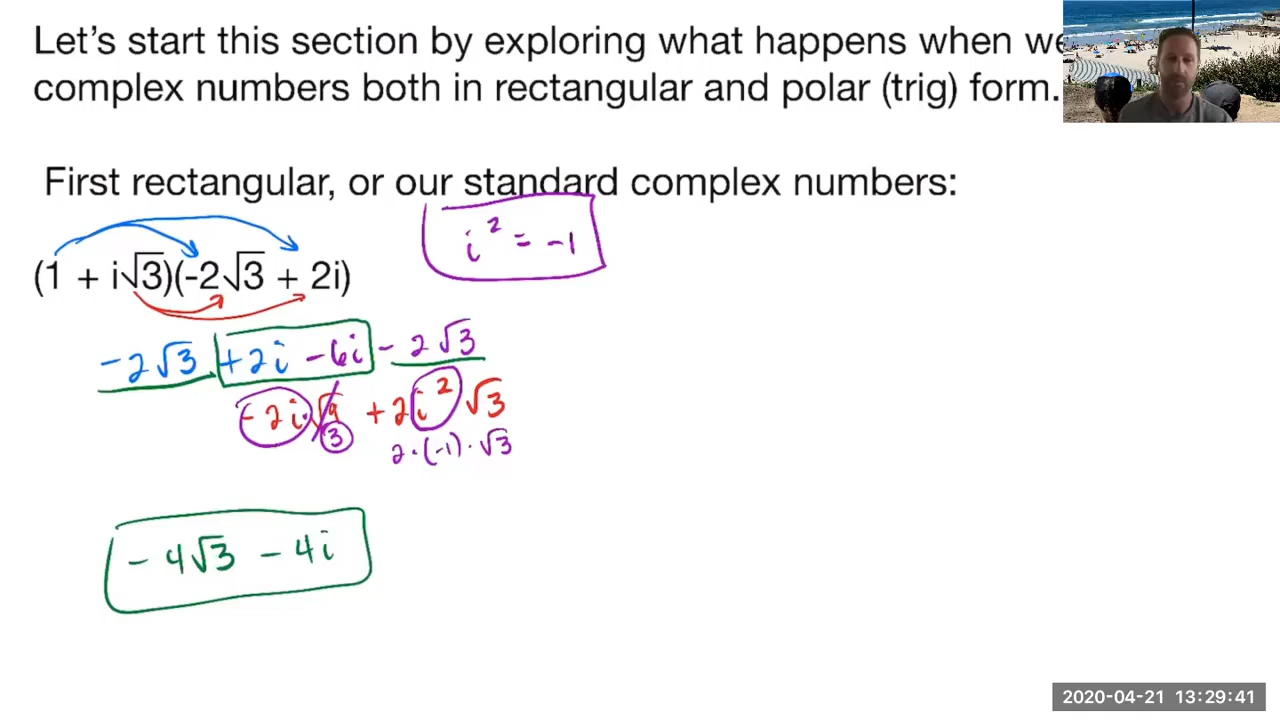 Let's start this section by exploring what happens when we
complex numbers both in rectangular and polar (trig) form.
First rectangular, or our standard complex numbers:
i² = -1
(1 + i√3)(-2√3 + 2i)
-2√3 +2i -6i -2√3
-2i·√9 + 2i²√3
3 2·(-1)·√3
-4√3 - 4i
2020-04-21 13:29:41